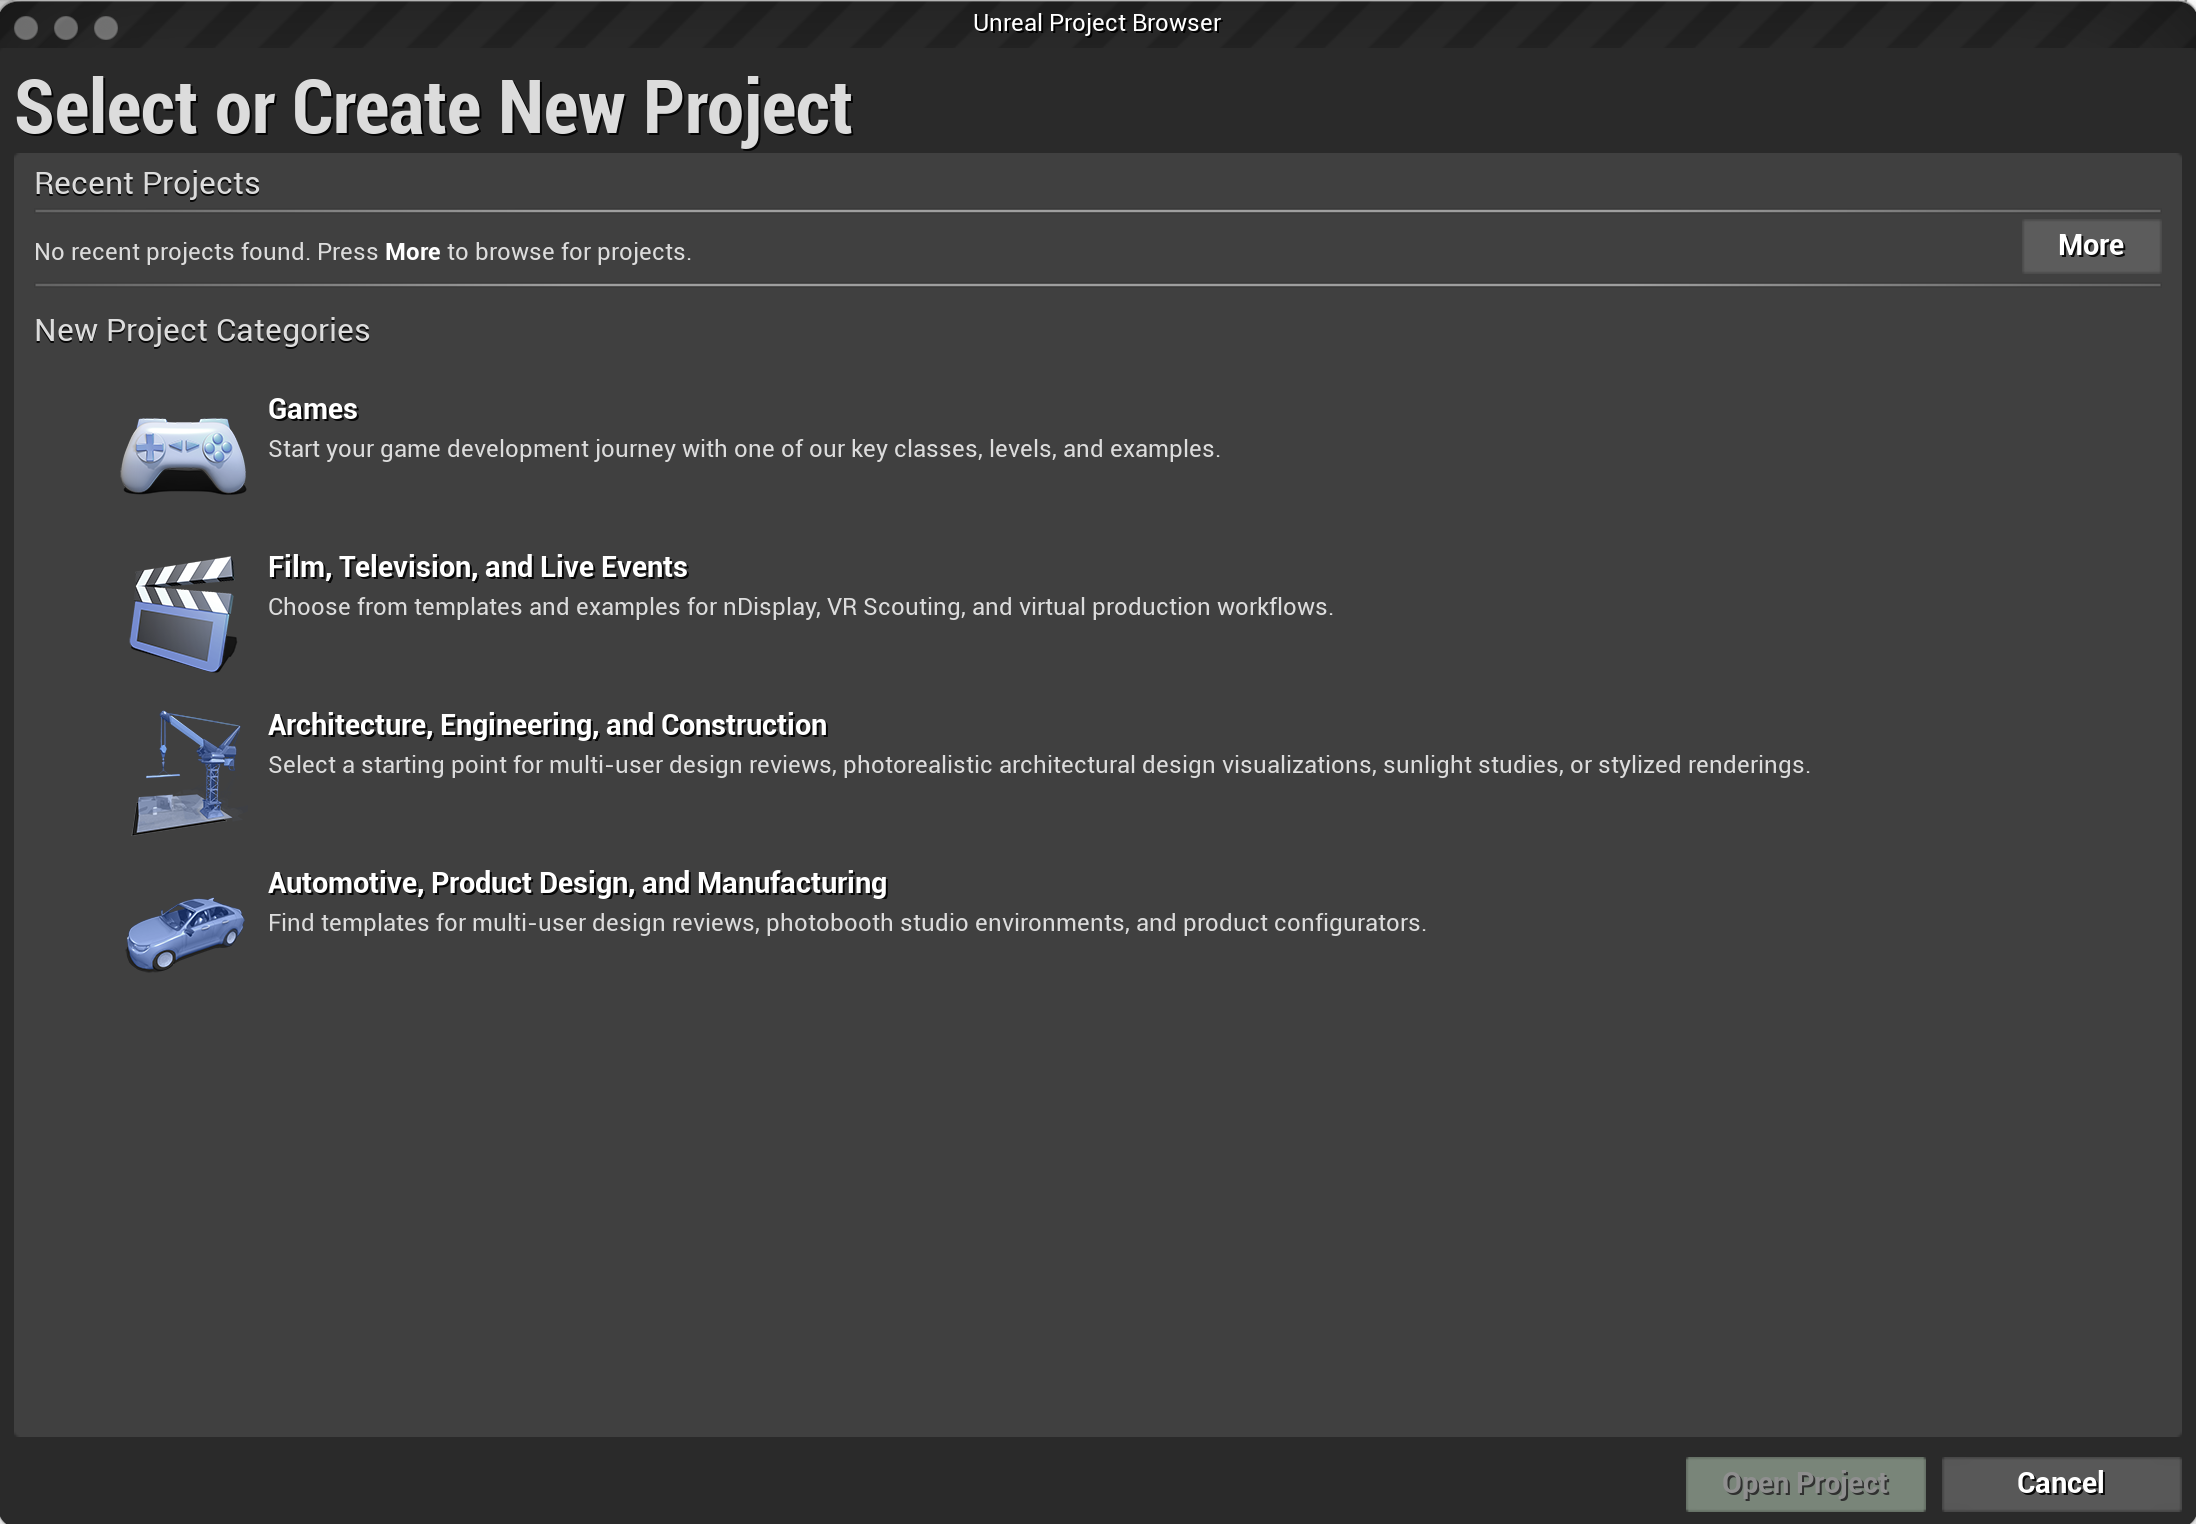 Unreal Project Browser
Select or Create New Project
Recent Projects
No recent projects found. Press More to browse for projects.
More
New Project Categories
Games
Start your game development journey with one of our key classes, levels, and examples.
Film, Television, and Live Events
Choose from templates and examples for nDisplay, VR Scouting, and virtual production workflows.
Architecture, Engineering, and Construction
Select a starting point for multi-user design reviews, photorealistic architectural design visualizations, sunlight studies, or stylized renderings.
Automotive, Product Design, and Manufacturing
Find templates for multi-user design reviews, photobooth studio environments, and product configurators.
Open Project
Cancel